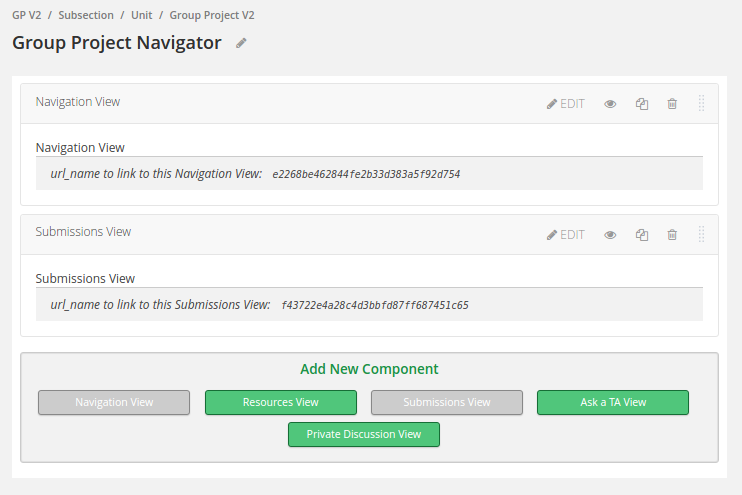 GP V2 / Subsection / Unit / Group Project V2
Group Project Navigator
Navigation View EDIT
Navigation View
url_name to link to this Navigation View: e2268be462844fe2b33d383a5f92d754
Submissions View EDIT
Submissions View
url_name to link to this Submissions View: f43722e4a28c4d3bbfd87ff687451c65
Add New Component
Navigation View Resources View Submissions View Ask a TA View
Private Discussion View